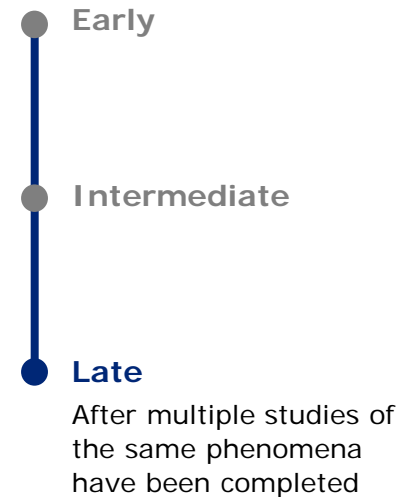 Early
Intermediate
Late
After multiple studies of
the same phenomena
have been completed